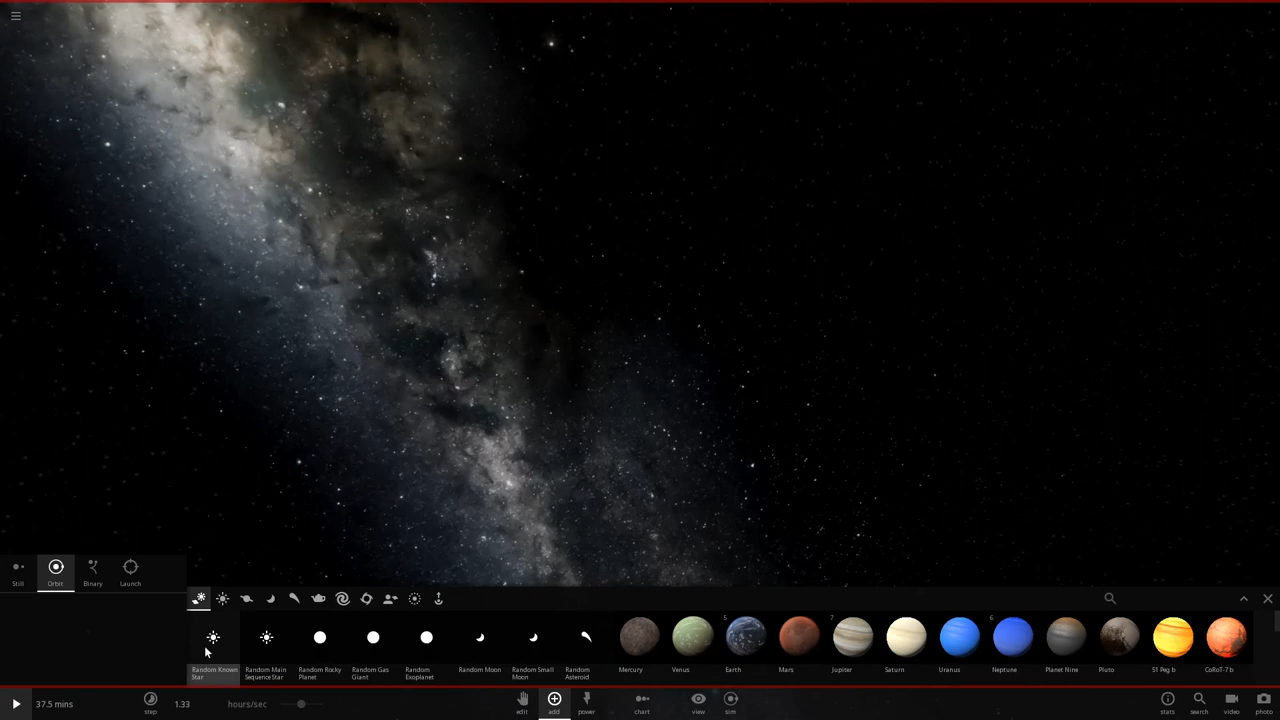 Still Orbit Binary Launch
Random Known
Star
Random Main
Sequence Star
Random Rocky
Planet
Random Gas
Giant
Random
Exoplanet
Random Moon
Random Small
Moon
Random
Asteroid
Mercury
Venus
5
Earth
Mars
7
Jupiter
Saturn
Uranus
6
Neptune
Planet Nine
Pluto
51 Peg b
CoRoT-7 b
37.5 mins
step
1.33
hours/sec
edit
add
power
chart
view
sim
stats
search
video
photo